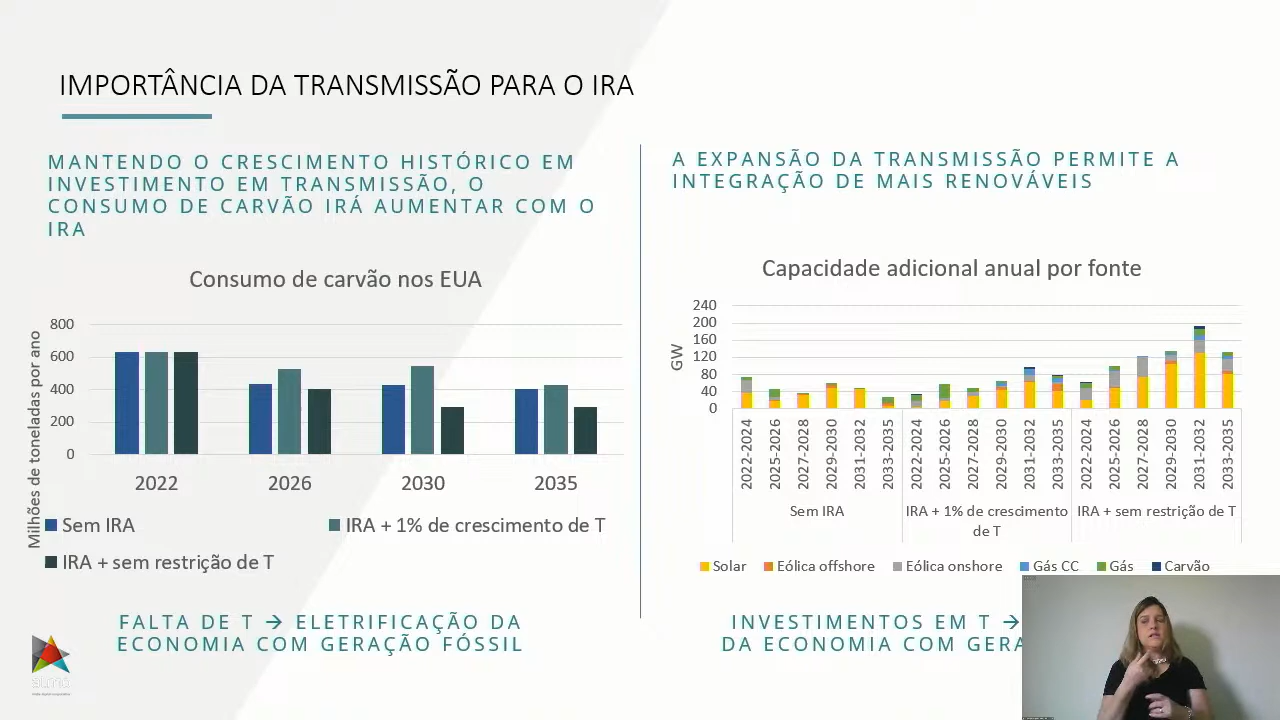 IMPORTÂNCIA DA TRANSMISSÃO PARA O IRA
MANTENDO O CRESCIMENTO HISTÓRICO EM
INVESTIMENTO EM TRANSMISSÃO, O
CONSUMO DE CARVÃO IRÁ AUMENTAR COM O
IRA
Consumo de carvão nos EUA
Milhões de toneladas por ano
800
600
400
200
0
2022 2026 2030 2035
Sem IRA IRA + 1% de crescimento de T
IRA + sem restrição de T
FALTA DE T → ELETRIFICAÇÃO DA
ECONOMIA COM GERAÇÃO FÓSSIL
A EXPANSÃO DA TRANSMISSÃO PERMITE A
INTEGRAÇÃO DE MAIS RENOVÁVEIS
Capacidade adicional anual por fonte
GW
240
200
160
120
80
40
0
2022-2024 2025-2026 2027-2028 2029-2030 2031-2032 2033-2035 2022-2024 2025-2026 2027-2028 2029-2030 2031-2032 2033-2035 2022-2024 2025-2026 2027-2028 2029-2030 2031-2032 2033-2035
Sem IRA IRA + 1% de crescimento IRA + sem restrição de T
de T
Solar Eólica offshore Eólica onshore Gás CC Gás Carvão
INVESTIMENTOS EM T →
DA ECONOMIA COM GERA